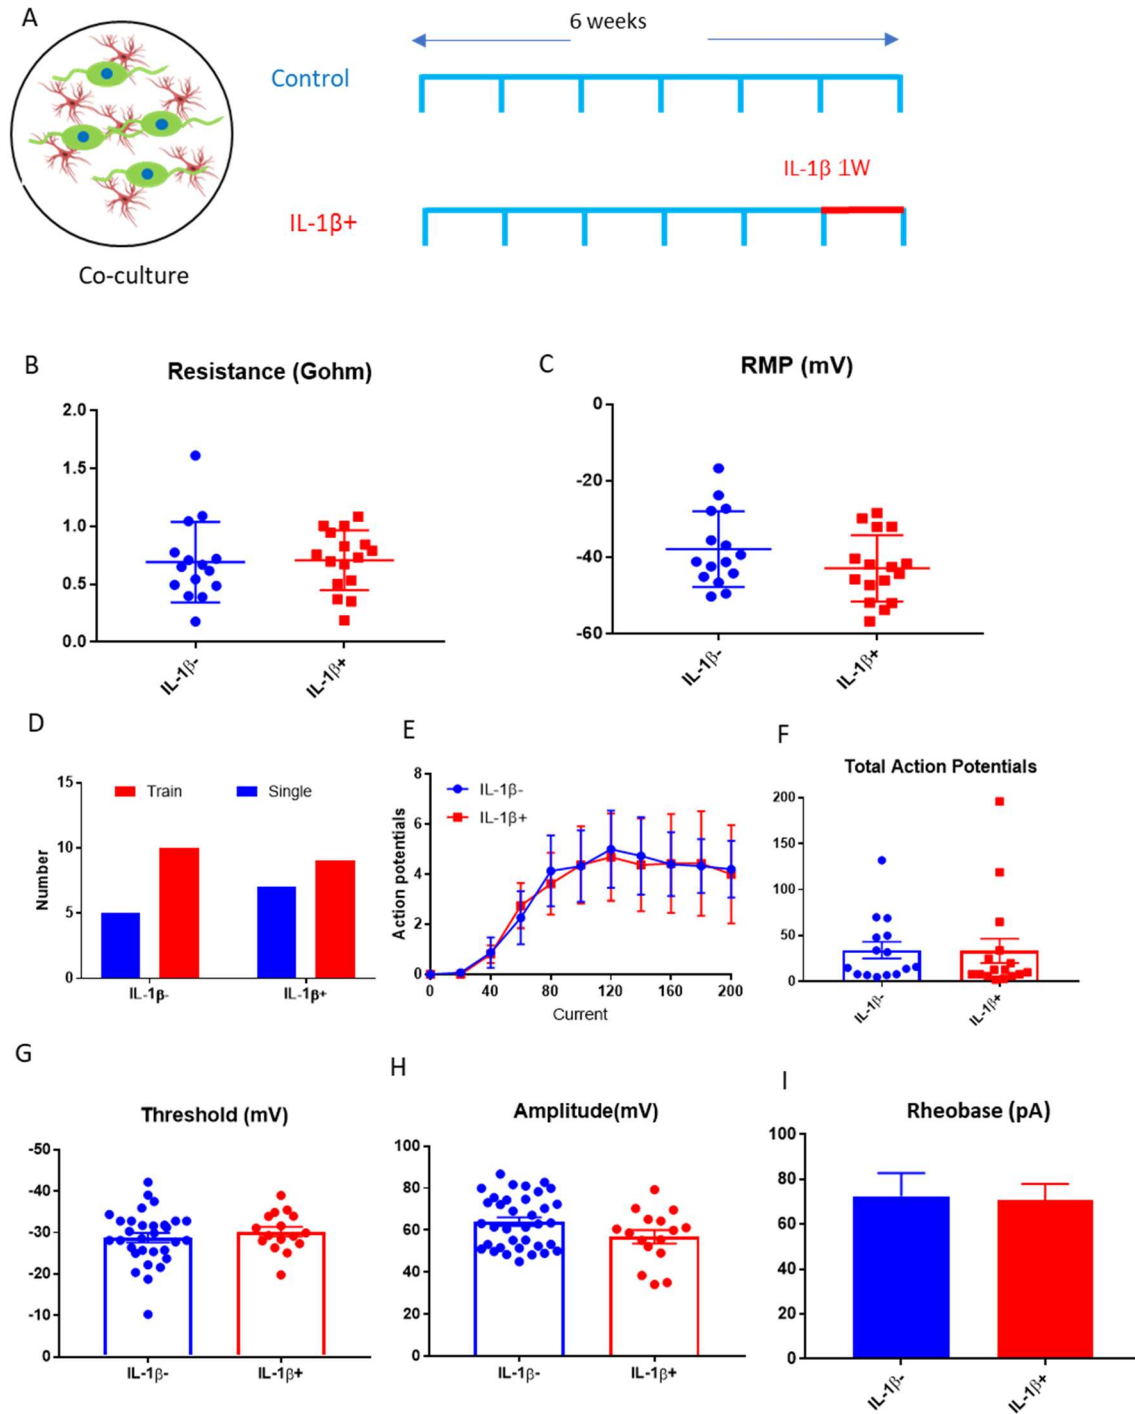 A
6 weeks
Control
IL-1β 1W
IL-1β+
Co-culture
B
Resistance (Gohm)
2.0
1.5
1.0
0.5
0.0
IL-1β-
IL-1β+
C
RMP (mV)
0
-20
-40
-60
IL-1β-
IL-1β+
D
15
10
5
0
Number
Train
Single
IL-1β-
IL-1β+
E
8
6
4
2
0
Action potentials
IL-1β-
IL-1β+
0
40
80
120
160
200
Current
F
Total Action Potentials
200
150
100
50
0
IL-1β-
IL-1β+
G
Threshold (mV)
-50
-40
-30
-20
-10
0
IL-1β-
IL-1β+
H
Amplitude(mV)
100
80
60
40
20
0
IL-1β-
IL-1β+
I
Rheobase (pA)
100
80
60
40
20
0
IL-1β-
IL-1β+